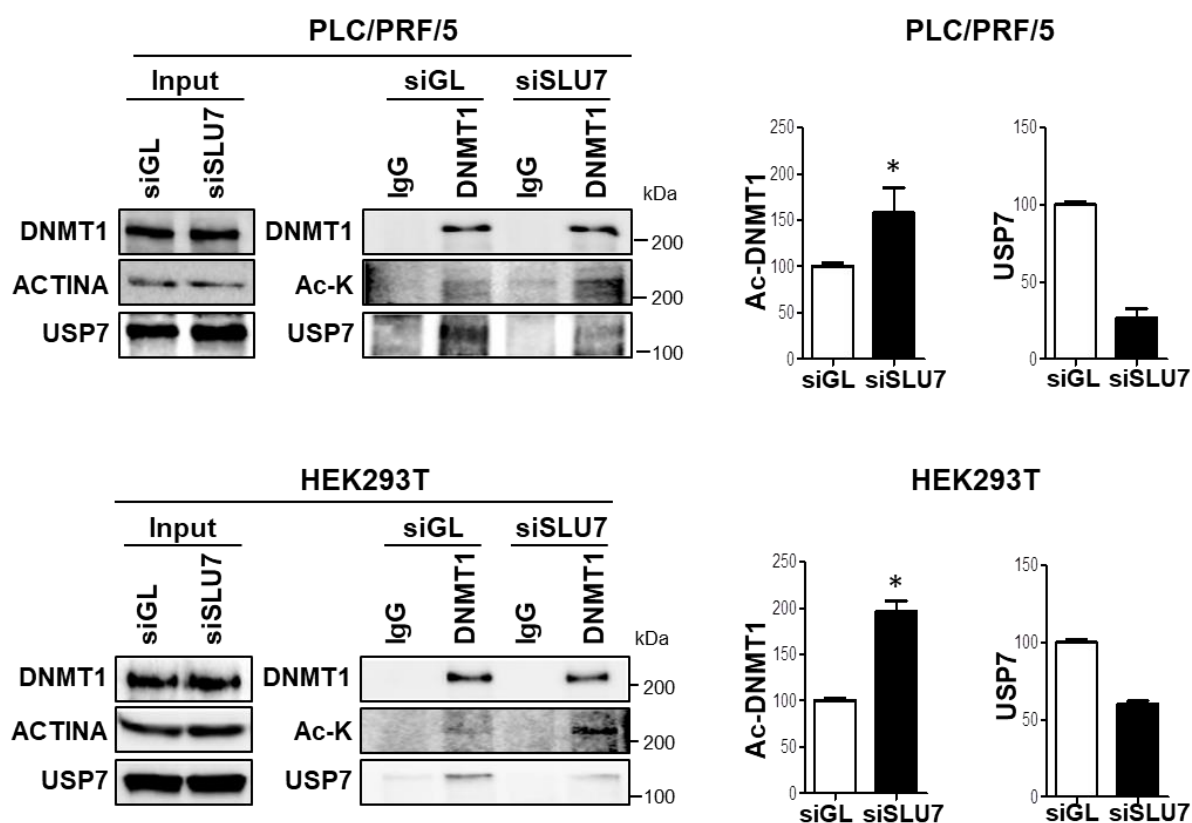 PLC/PRF/5
Input siGL siSLU7
siGL siSLU7 IgG DNMT1 IgG DNMT1
kDa
DNMT1 DNMT1 200
ACTINA Ac-K 200
USP7 USP7 100
PLC/PRF/5
Ac-DNMT1
250
200
150
100
50
0
siGL siSLU7
*
USP7
150
100
50
0
siGL siSLU7
HEK293T
Input siGL siSLU7
siGL siSLU7 IgG DNMT1 IgG DNMT1
kDa
DNMT1 DNMT1 200
ACTINA Ac-K 200
USP7 USP7 100
HEK293T
Ac-DNMT1
250
200
150
100
50
0
siGL siSLU7
*
USP7
150
100
50
0
siGL siSLU7